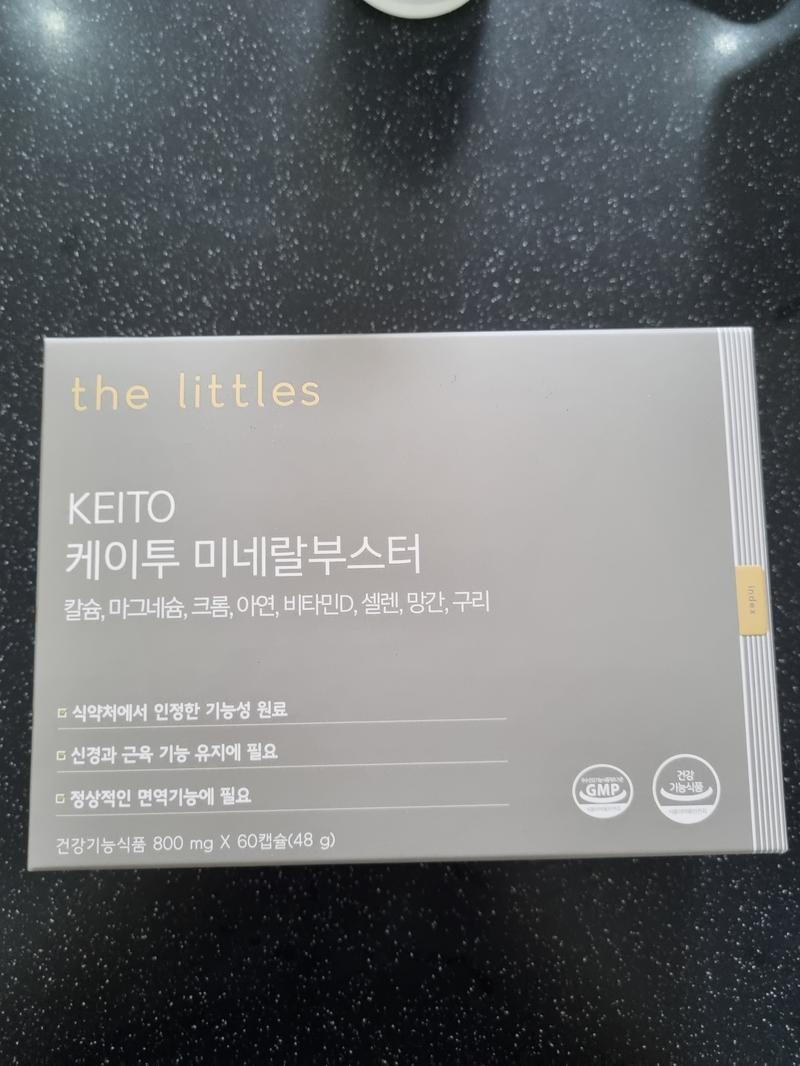 the littles
KEITO
케이투 미네랄부스터
칼슘, 마그네슘, 크롬, 아연, 비타민D, 셀렌, 망간, 구리
index
식약처에서 인정한 기능성 원료
신경과 근육 기능 유지에 필요
정상적인 면역기능에 필요
GMP
건강
기능식품
건강기능식품 800 mg X 60캡슐(48 g)